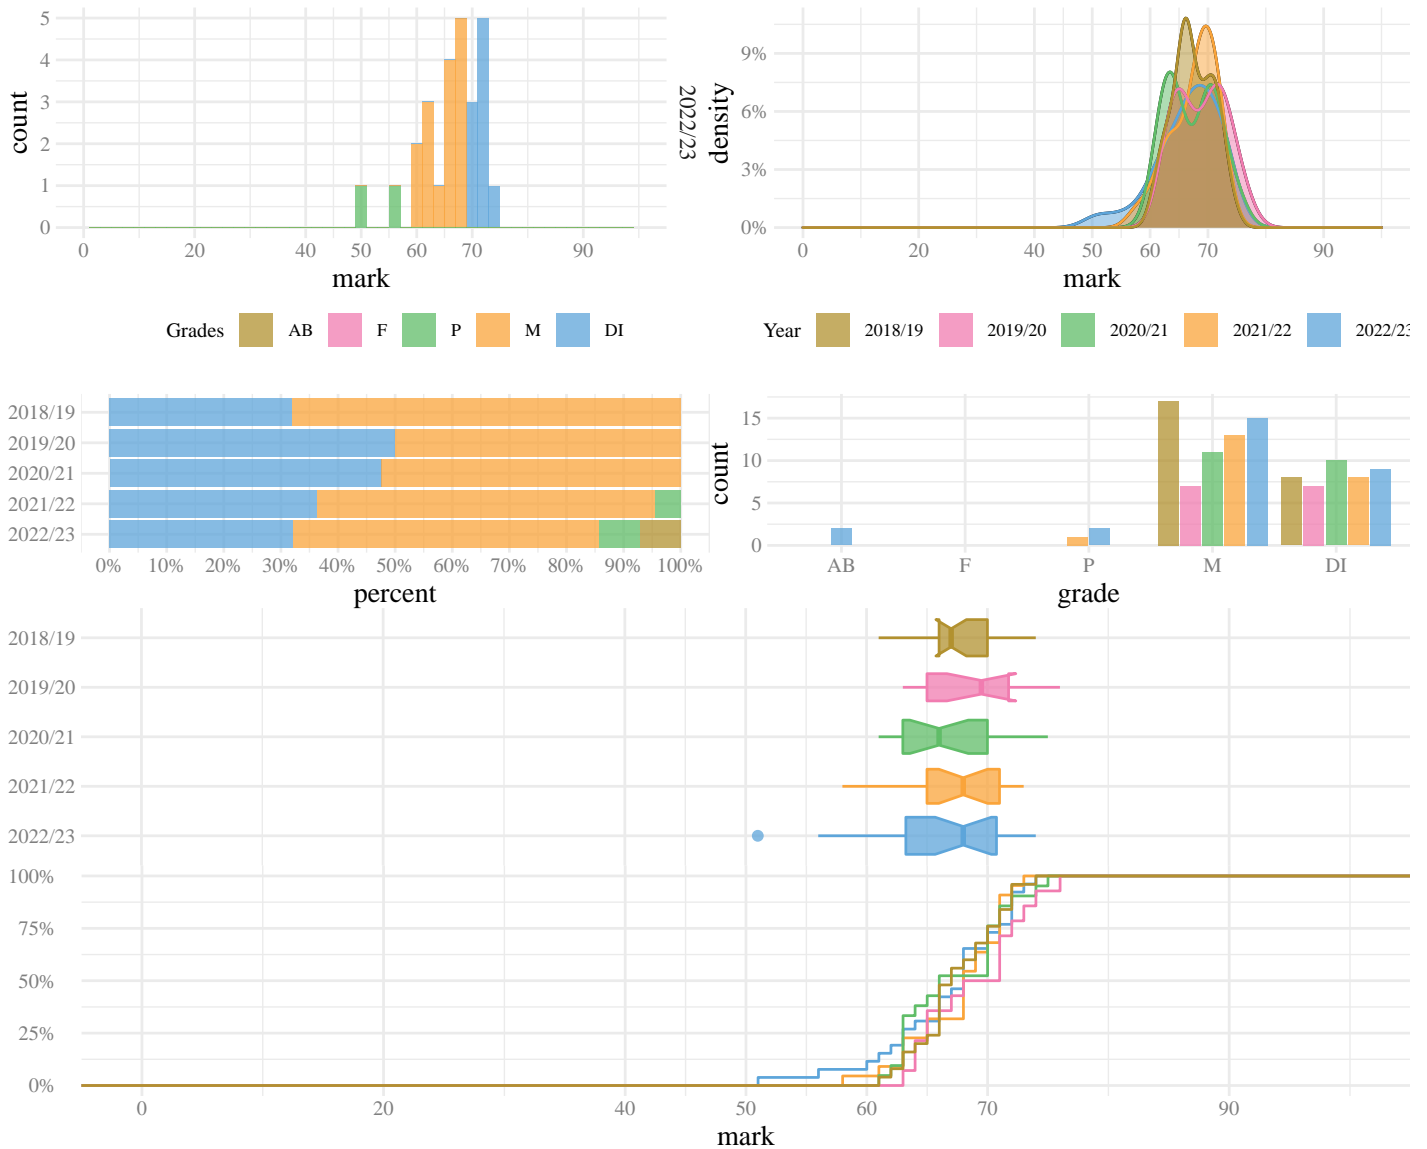 5
4
3
2
1
0
count
0 20 40 50 60 70 90
mark
2022/23
Grades AB F P M DI
9%
6%
3%
0%
density
0 20 40 50 60 70 90
mark
Year 2018/19 2019/20 2020/21 2021/22 2022/23
2018/19
2019/20
2020/21
2021/22
2022/23
0% 10% 20% 30% 40% 50% 60% 70% 80% 90% 100%
percent
15
10
5
0
count
AB F P M DI
grade
2018/19
2019/20
2020/21
2021/22
2022/23
100%
75%
50%
25%
0%
0 20 40 50 60 70 90
mark